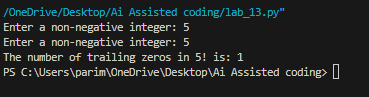 /OneDrive/Desktop/Ai Assisted coding/lab_13.py"
Enter a non-negative integer: 5
Enter a non-negative integer: 5
The number of trailing zeros in 5! is: 1
PS C:\Users\parim\OneDrive\Desktop\Ai Assisted coding>